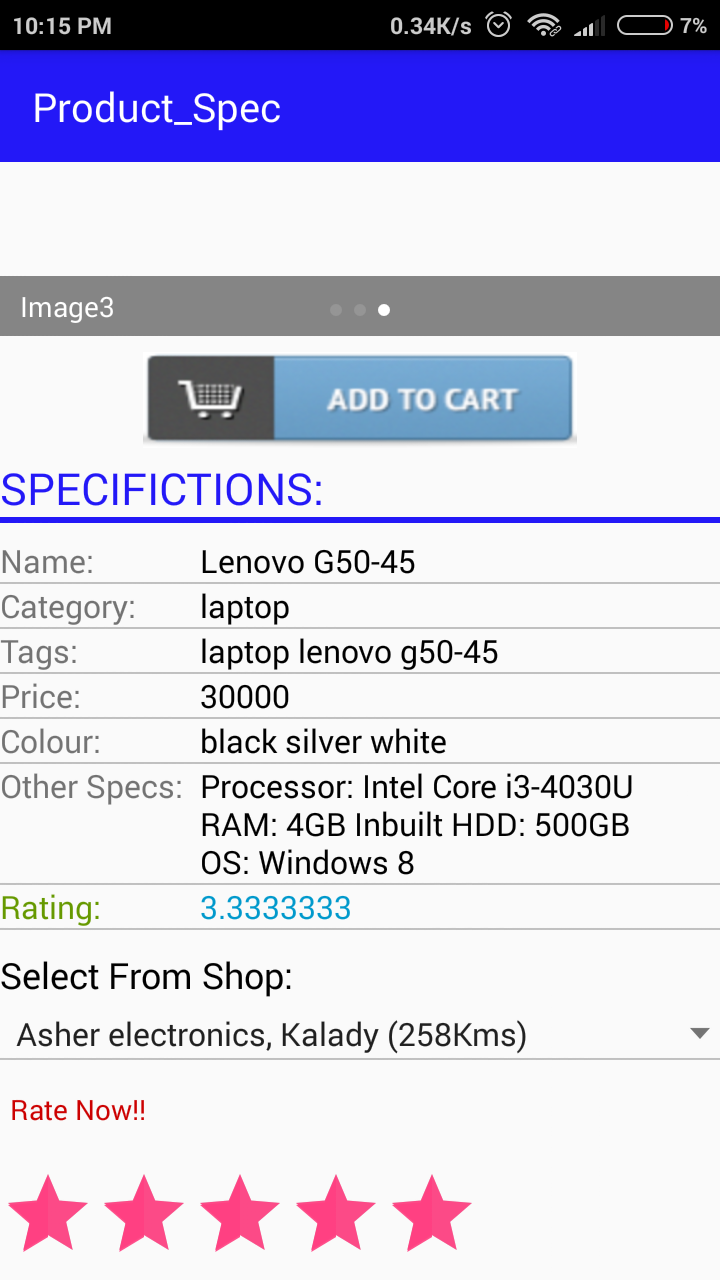 10:15 PM 0.34K/s 7%
Product_Spec
Image3
ADD TO CART
SPECIFICTIONS:
Name: Lenovo G50-45
Category: laptop
Tags: laptop lenovo g50-45
Price: 30000
Colour: black silver white
Other Specs: Processor: Intel Core i3-4030U
RAM: 4GB Inbuilt HDD: 500GB
OS: Windows 8
Rating: 3.3333333
Select From Shop:
Asher electronics, Kalady (258Kms)
Rate Now!!